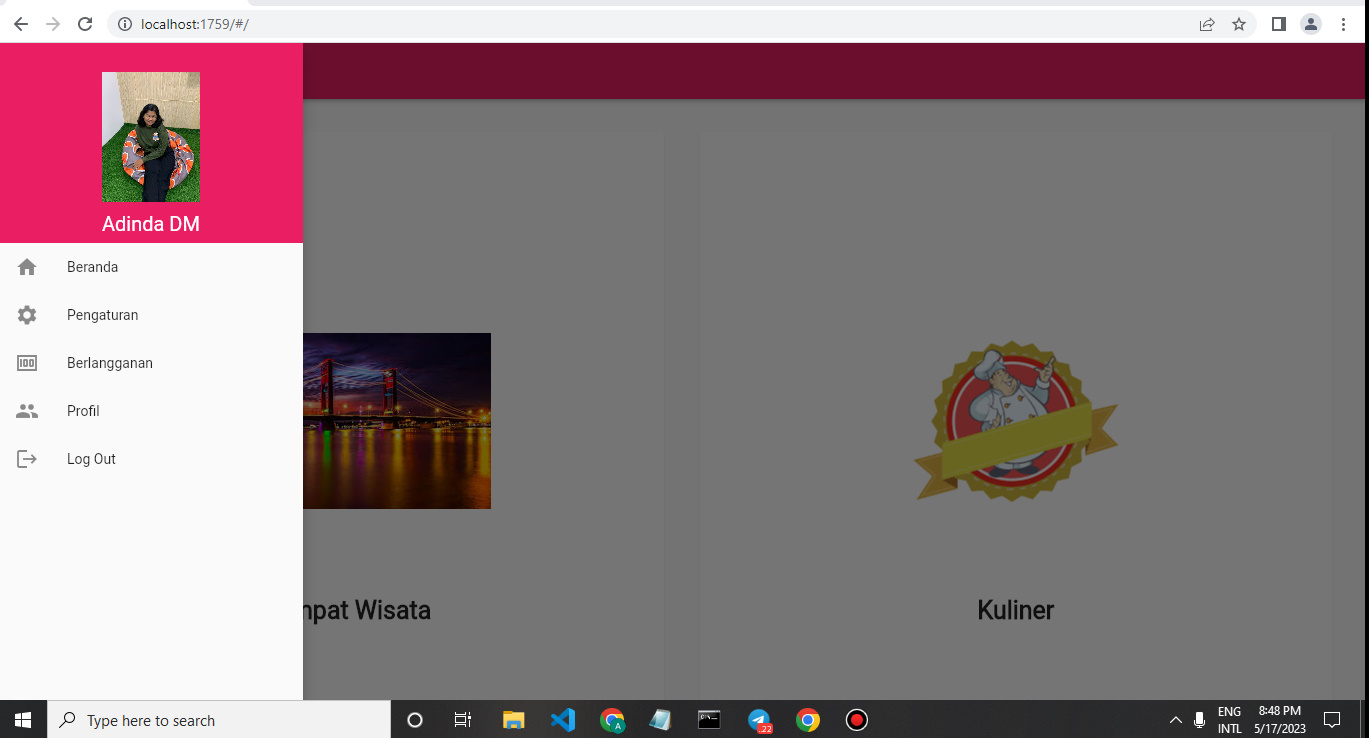 localhost:1759/#/
Adinda DM
Beranda
Pengaturan
Berlangganan
Profil
Log Out
npat Wisata
Kuliner
Type here to search
22
ENG
INTL
8:48 PM
5/17/2023